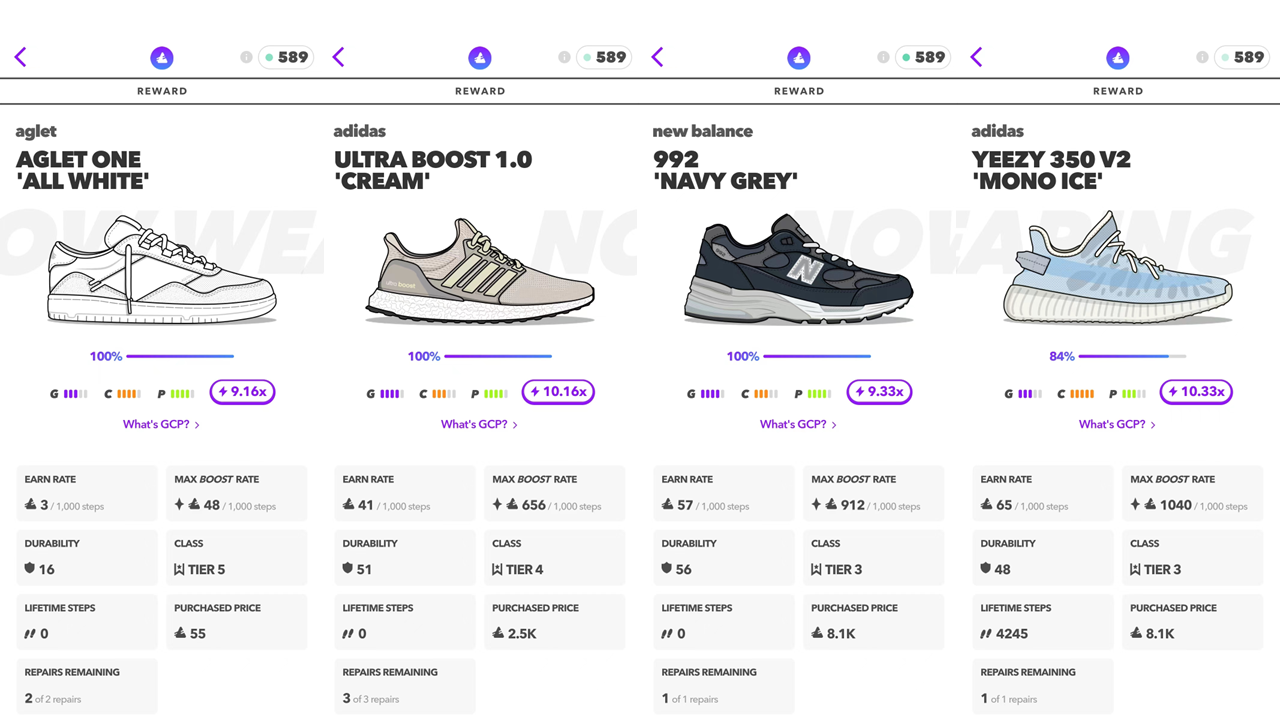 589
REWARD
aglet
AGLET ONE
'ALL WHITE'
OW WEA
100%
G C P 9.16x
What's GCP? >
EARN RATE
3 / 1,000 steps
MAX BOOST RATE
48 / 1,000 steps
DURABILITY
16
CLASS
TIER 5
LIFETIME STEPS
0
PURCHASED PRICE
55
REPAIRS REMAINING
2 of 2 repairs
589
REWARD
adidas
ULTRA BOOST 1.0
'CREAM'
NO
ultra boost
100%
G C P 10.16x
What's GCP? >
EARN RATE
41 / 1,000 steps
MAX BOOST RATE
656 / 1,000 steps
DURABILITY
51
CLASS
TIER 4
LIFETIME STEPS
0
PURCHASED PRICE
2.5K
REPAIRS REMAINING
3 of 3 repairs
589
REWARD
new balance
992
'NAVY GREY'
NOW
N
100%
G C P 9.33x
What's GCP? >
EARN RATE
57 / 1,000 steps
MAX BOOST RATE
912 / 1,000 steps
DURABILITY
56
CLASS
TIER 3
LIFETIME STEPS
0
PURCHASED PRICE
8.1K
REPAIRS REMAINING
1 of 1 repairs
589
REWARD
adidas
YEEZY 350 V2
'MONO ICE'
ARING
84%
G C P 10.33x
What's GCP? >
EARN RATE
65 / 1,000 steps
MAX BOOST RATE
1040 / 1,000 steps
DURABILITY
48
CLASS
TIER 3
LIFETIME STEPS
4245
PURCHASED PRICE
8.1K
REPAIRS REMAINING
1 of 1 repairs